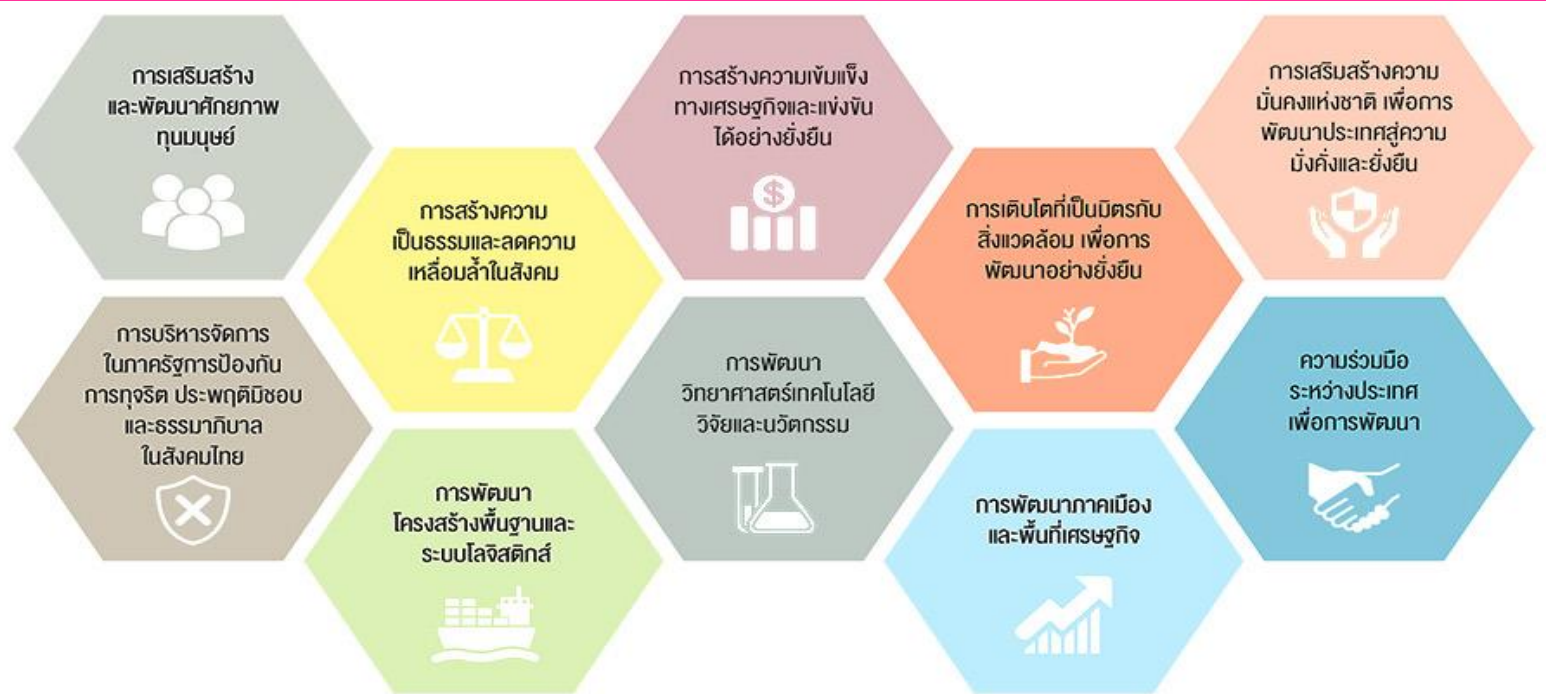 การเสริมสร้าง
และพัฒนาศักยภาพ
ทุนมนุษย์
การสร้างความ
เป็นธรรมและลดความ
เหลื่อมล้ำในสังคม
การสร้างความเข้มแข็ง
ทางเศรษฐกิจและแข่งขัน
ได้อย่างยั่งยืน
$
การเติบโตที่เป็นมิตรกับ
สิ่งแวดล้อม เพื่อการ
พัฒนาอย่างยั่งยืน
การเสริมสร้างความ
มั่นคงแห่งชาติ เพื่อการ
พัฒนาประเทศสู่ความ
มั่งคั่งและยั่งยืน
การบริหารจัดการ
ในภาครัฐการป้องกัน
การทุจริต ประพฤติมิชอบ
และธรรมาภิบาล
ในสังคมไทย
การพัฒนา
โครงสร้างพื้นฐานและ
ระบบโลจิสติกส์
การพัฒนา
วิทยาศาสตร์เทคโนโลยี
วิจัยและนวัตกรรม
การพัฒนาภาคเมือง
และพื้นที่เศรษฐกิจ
ความร่วมมือ
ระหว่างประเทศ
เพื่อการพัฒนา